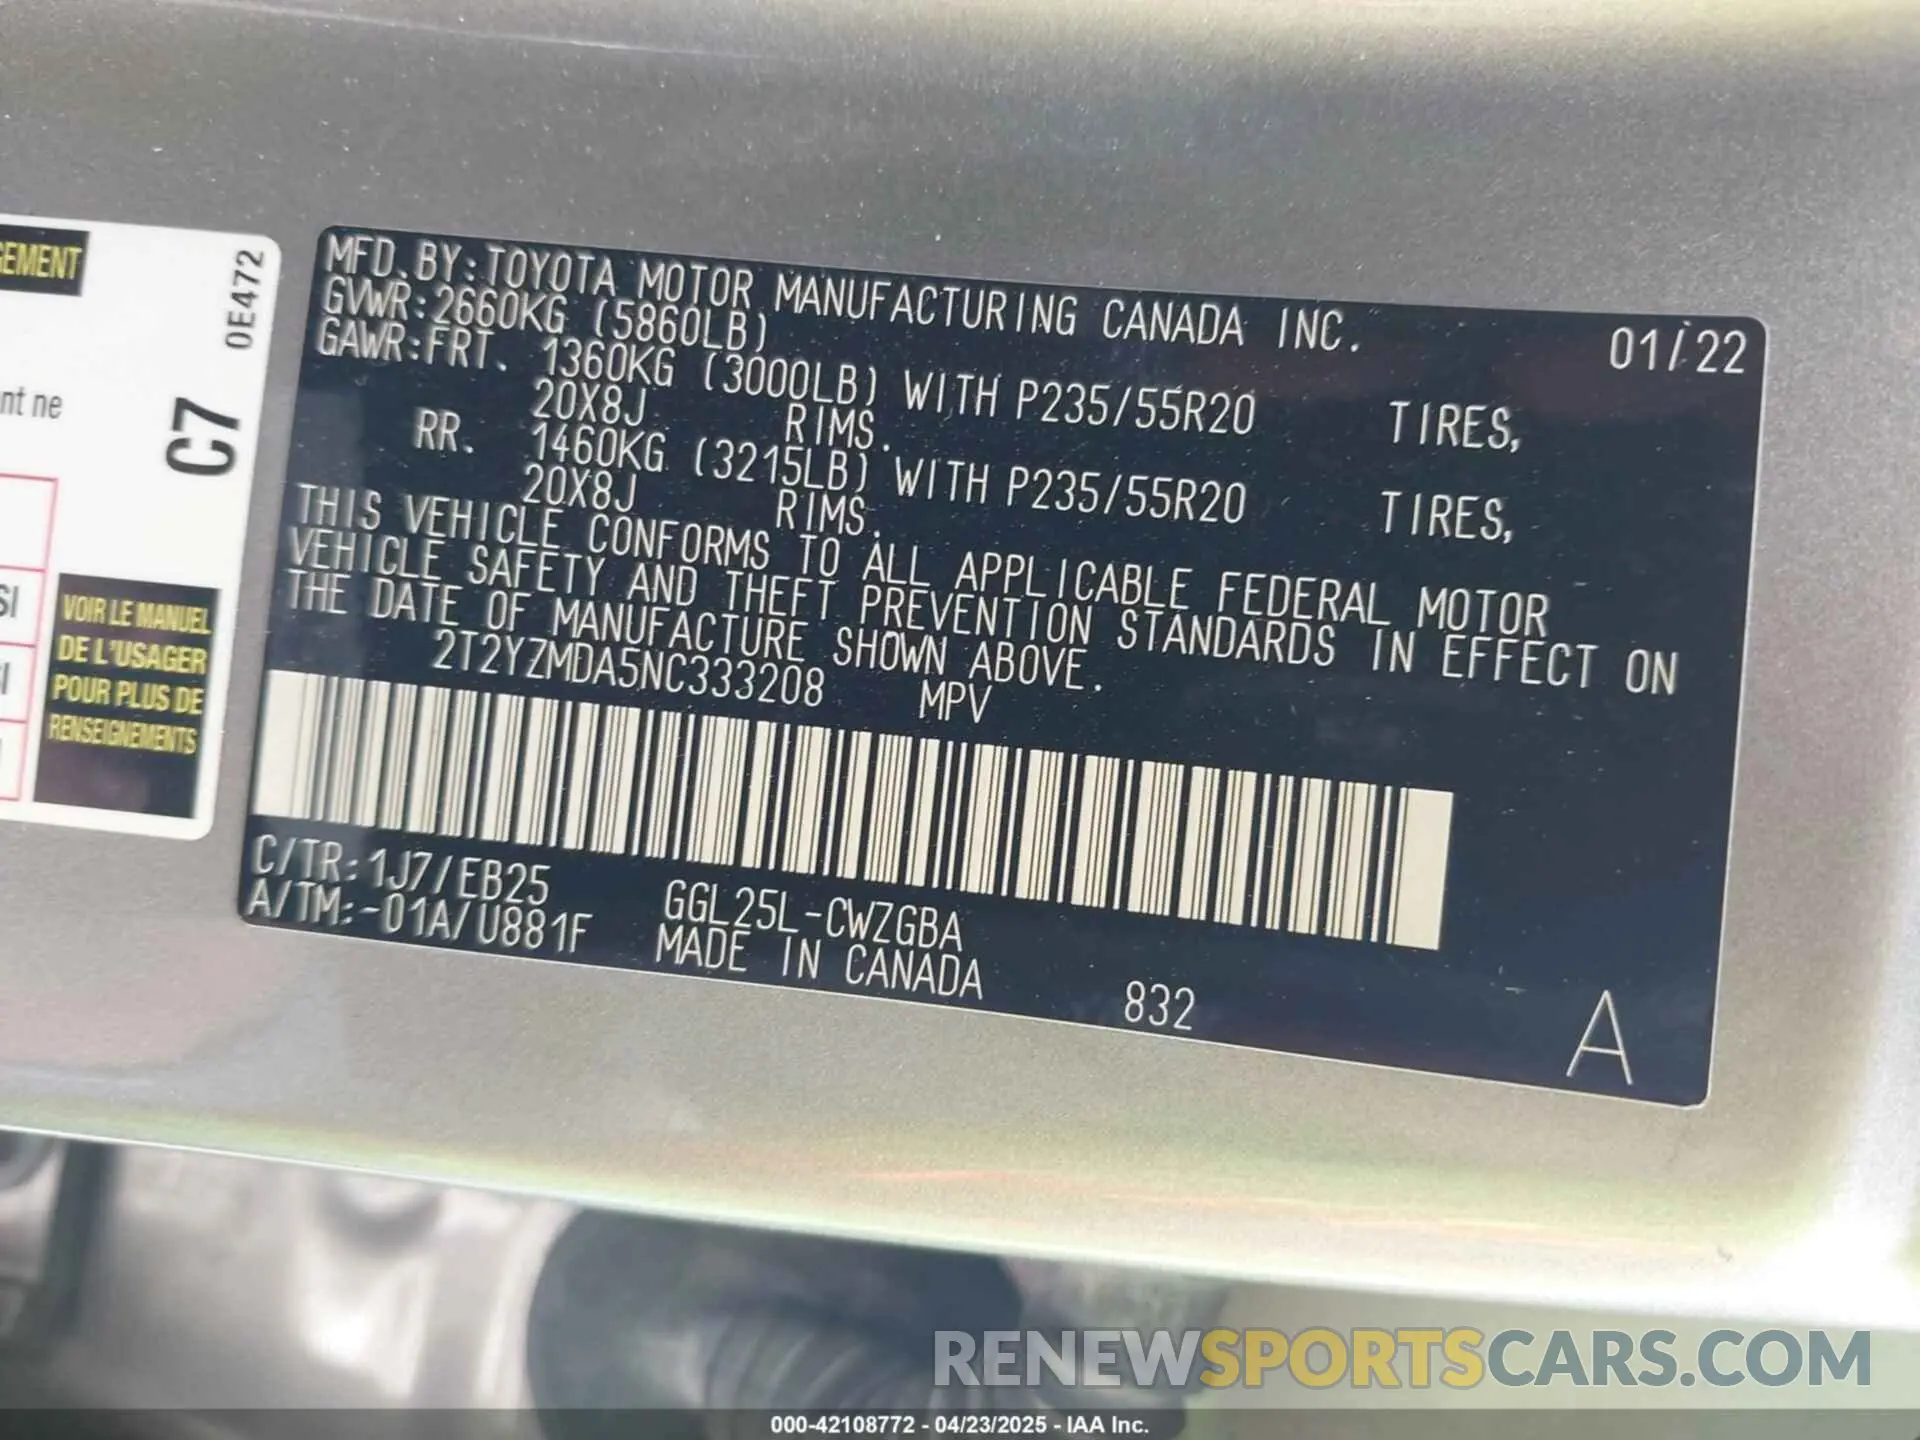 MFD.BY:TOYOTA MOTOR MANUFACTURING CANADA INC. 01/22
GVWR:2660KG (5860LB)
GAWR:FRT. 1360KG (3000LB) WITH P235/55R20 TIRES,
20X8J RIMS.
RR. 1460KG (3215LB) WITH P235/55R20 TIRES,
20X8J RIMS.
THIS VEHICLE CONFORMS TO ALL APPLICABLE FEDERAL MOTOR
VEHICLE SAFETY AND THEFT PREVENTION STANDARDS IN EFFECT ON
THE DATE OF MANUFACTURE SHOWN ABOVE.
2T2YZMDA5NC333208 MPV
C/TR:1J7/EB25 GGL25L-CWZGBA
A/TM:-01A/U881F MADE IN CANADA 832 A
GEMENT
0E472
C7
nt ne
SI
VOIR LE MANUEL
DE L'USAGER
POUR PLUS DE
RENSEIGNEMENTS
RENEWSPORTSCARS.COM
000-42108772 - 04/23/2025 - IAA Inc.